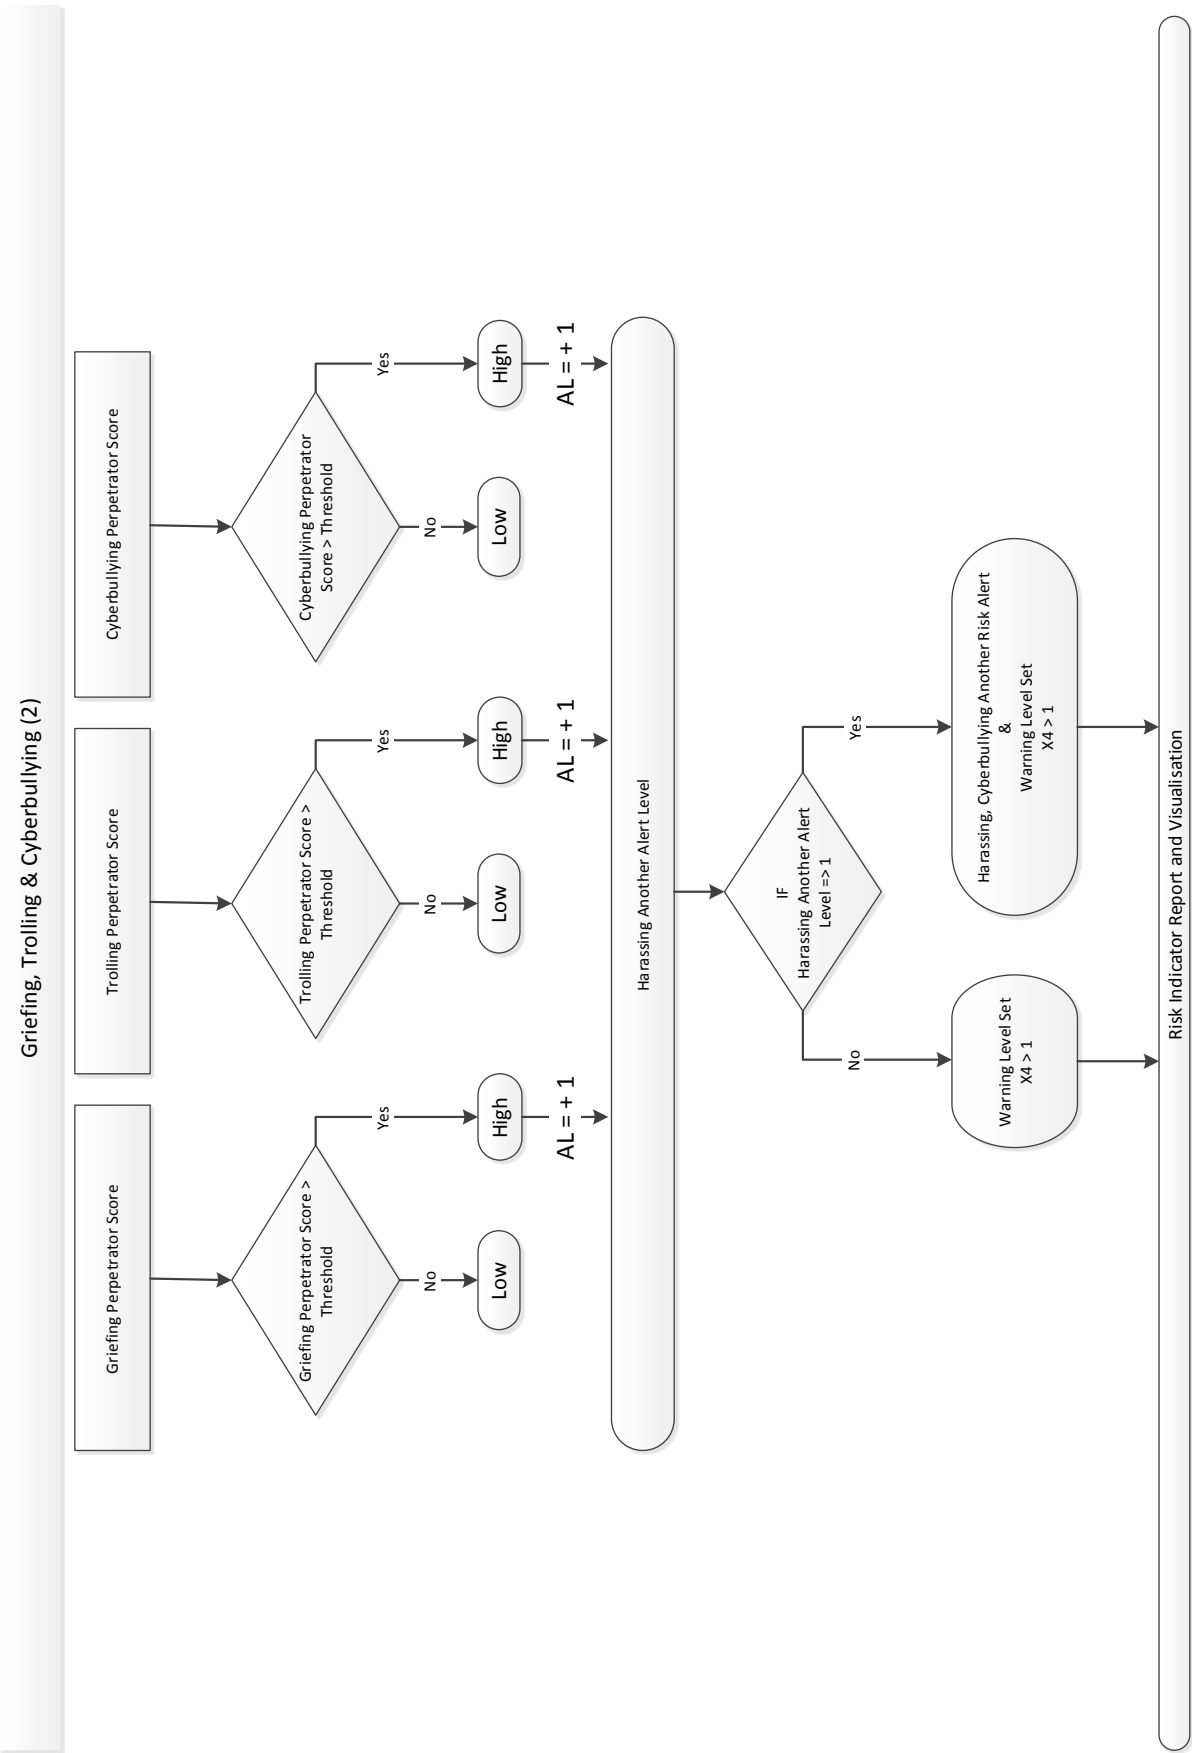 Griefing, Trolling & Cyberbullying (2)
Griefing Perpetrator Score
Trolling Perpetrator Score
Cyberbullying Perpetrator Score
Griefing Perpetrator Score >
Threshold
Trolling Perpetrator Score >
Threshold
Cyberbullying Perpetrator
Score > Threshold
No
Yes
No
Yes
No
Yes
Low
High
Low
High
Low
High
AL = + 1
AL = + 1
AL = + 1
Harassing Another Alert Level
IF
Harassing Another Alert
Level => 1
No
Yes
Warning Level Set
X4 > 1
Harassing, Cyberbullying Another Risk Alert
&
Warning Level Set
X4 > 1
Risk Indicator Report and Visualisation